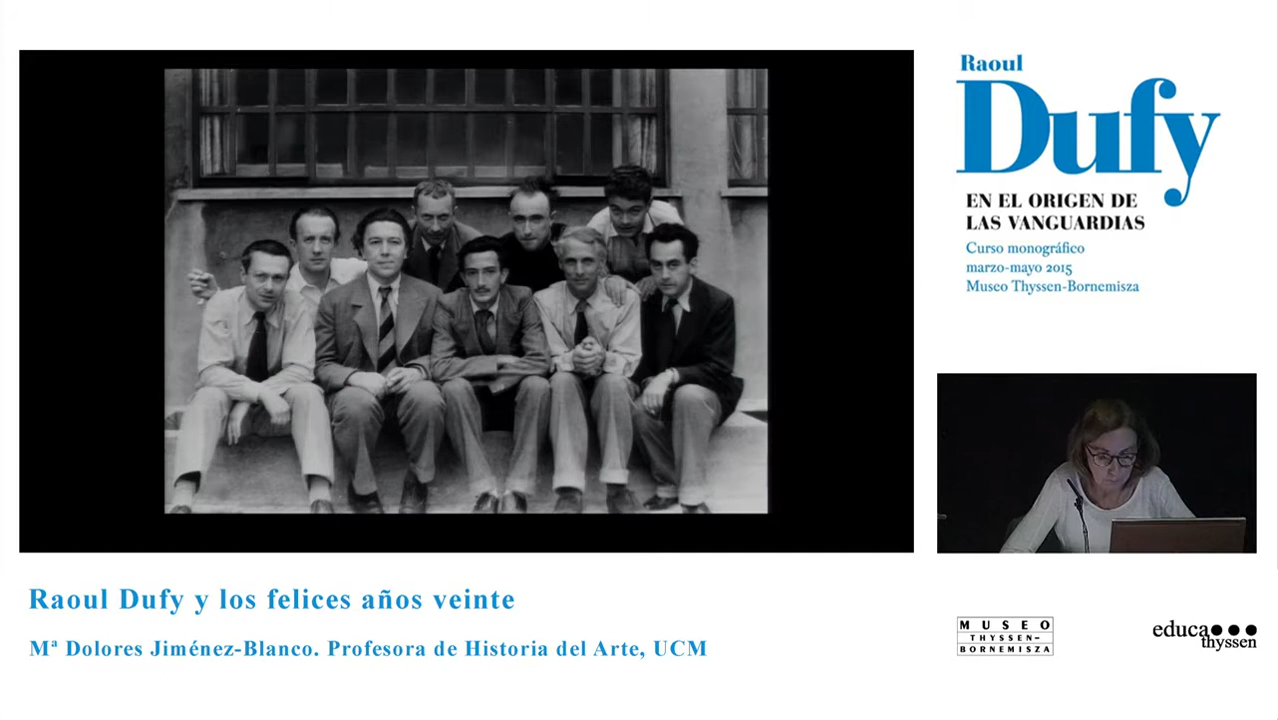 Raoul
Dufy
EN EL ORIGEN DE
LAS VANGUARDIAS
Curso monográfico
marzo-mayo 2015
Museo Thyssen-Bornemisza
Raoul Dufy y los felices años veinte
Mª Dolores Jiménez-Blanco. Profesora de Historia del Arte, UCM
MUSEO
THYSSEN-
BORNEMISZA
educa
thyssen